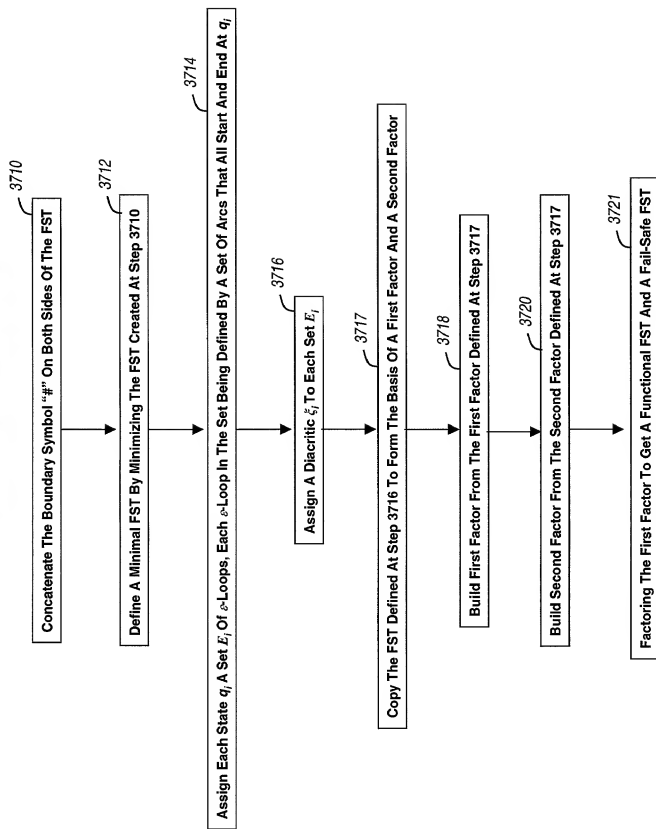 3710
Concatenate The Boundary Symbol “#” On Both Sides Of The FST
3712
Define A Minimal FST By Minimizing The FST Created At Step 3710
3714
Assign Each State qᵢ A Set Eᵢ Of ε-Loops, Each ε-Loop In The Set Being Defined By A Set Of Arcs That All Start And End At qᵢ
3716
Assign A Diacritic ξᵢ To Each Set Eᵢ
3717
Copy The FST Defined At Step 3716 To Form The Basis Of A First Factor And A Second Factor
3718
Build First Factor From The First Factor Defined At Step 3717
3720
Build Second Factor From The Second Factor Defined At Step 3717
3721
Factoring The First Factor To Get A Functional FST And A Fail-Safe FST